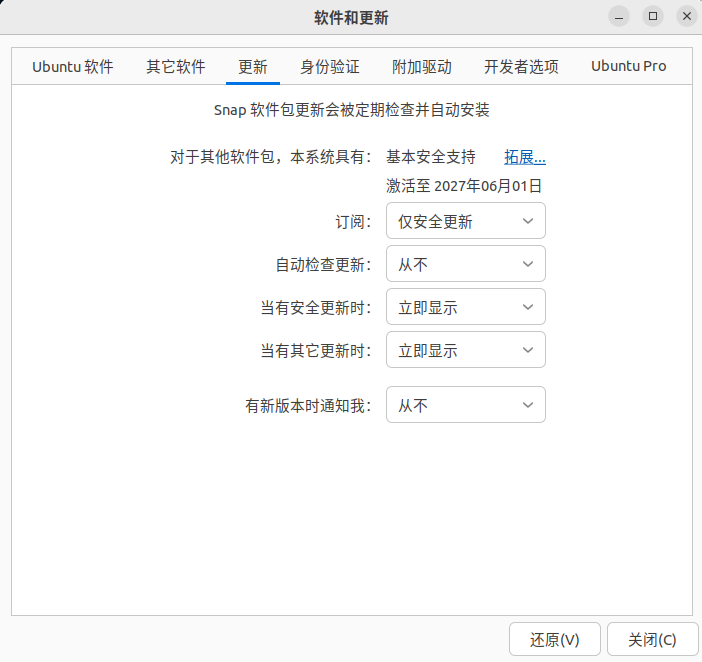 软件和更新
Ubuntu 软件 其它软件 更新 身份验证 附加驱动 开发者选项 Ubuntu Pro
Snap 软件包更新会被定期检查并自动安装
对于其他软件包，本系统具有： 基本安全支持 拓展...
激活至 2027年06月01日
订阅： 仅安全更新
自动检查更新： 从不
当有安全更新时： 立即显示
当有其它更新时： 立即显示
有新版本时通知我： 从不
还原(V) 关闭(C)